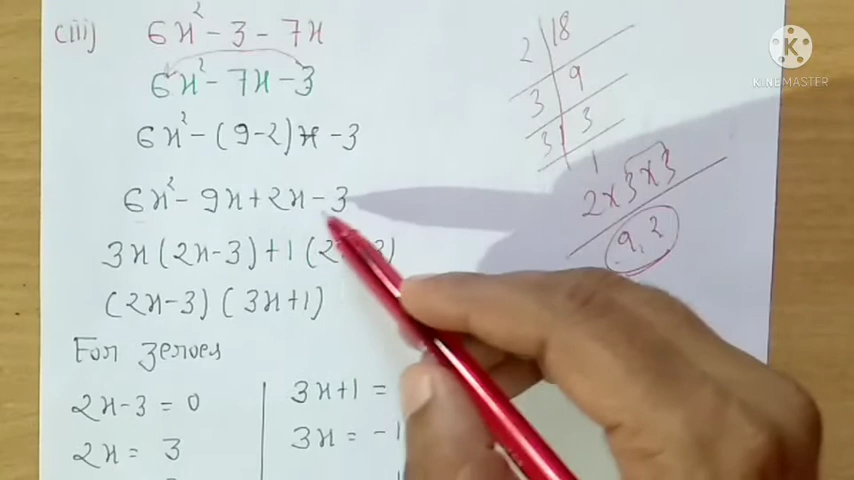 (iii) 6x² - 3 - 7x
6x² - 7x - 3
6x² - (9-2)x - 3
6x² - 9x + 2x - 3
3x(2x-3) + 1(2 3)
(2x-3) (3x+1)
For zeroes
2x-3 = 0
2x = 3
3x+1 =
3x = -1
2 18
3 9
3 3
1
2x3x3
9,2
K
KINEMASTER